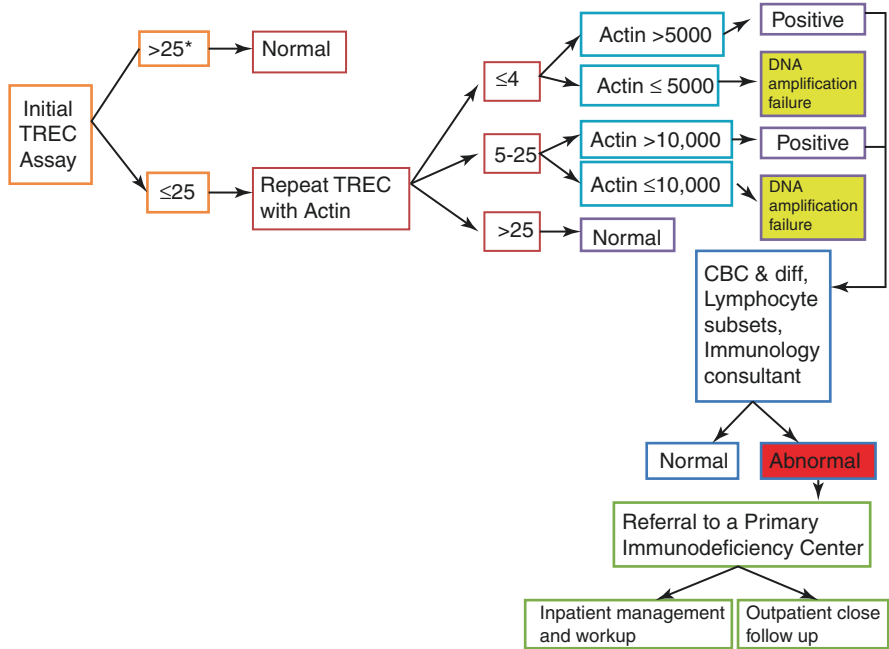 Initial
TREC
Assay
>25*
Normal
≤25
Repeat TREC
with Actin
≤4
Actin >5000
Positive
Actin ≤ 5000
DNA
amplification
failure
5-25
Actin >10,000
Positive
Actin ≤10,000
DNA
amplification
failure
>25
Normal
CBC & diff,
Lymphocyte
subsets,
Immunology
consultant
Normal
Abnormal
Referral to a Primary
Immunodeficiency Center
Inpatient management
and workup
Outpatient close
follow up